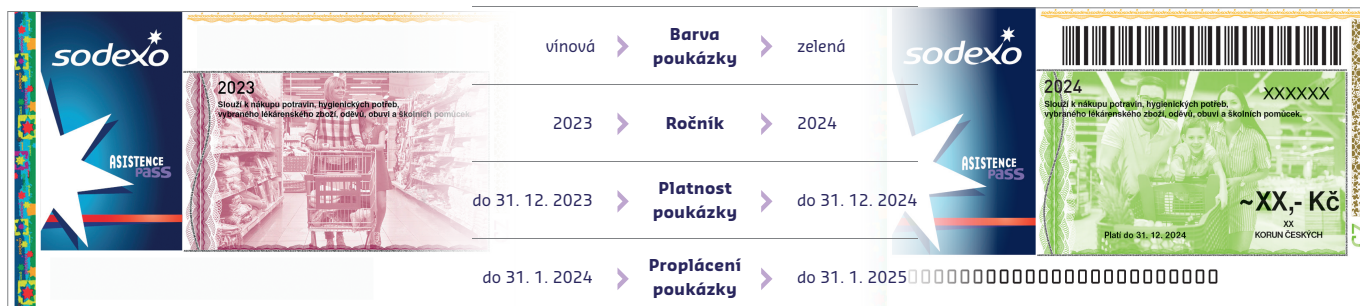 sodexo
ASISTENCE
PASS
2023
Slouží k nákupu potravin, hygienických potřeb,
vybraného lékárenského zboží, oděvů, obuvi a školních pomůcek.
vínová > Barva poukázky > zelená
2023 > Ročník > 2024
do 31. 12. 2023 > Platnost poukázky > do 31. 12. 2024
do 31. 1. 2024 > Proplácení poukázky > do 31. 1. 2025
sodexo
ASISTENCE
PASS
2024
XXXXXX
Slouží k nákupu potravin, hygienických potřeb,
vybraného lékárenského zboží, oděvů, obuvi a školních pomůcek.
~XX,- Kč
XX
KORUN ČESKÝCH
Platí do 31. 12. 2024